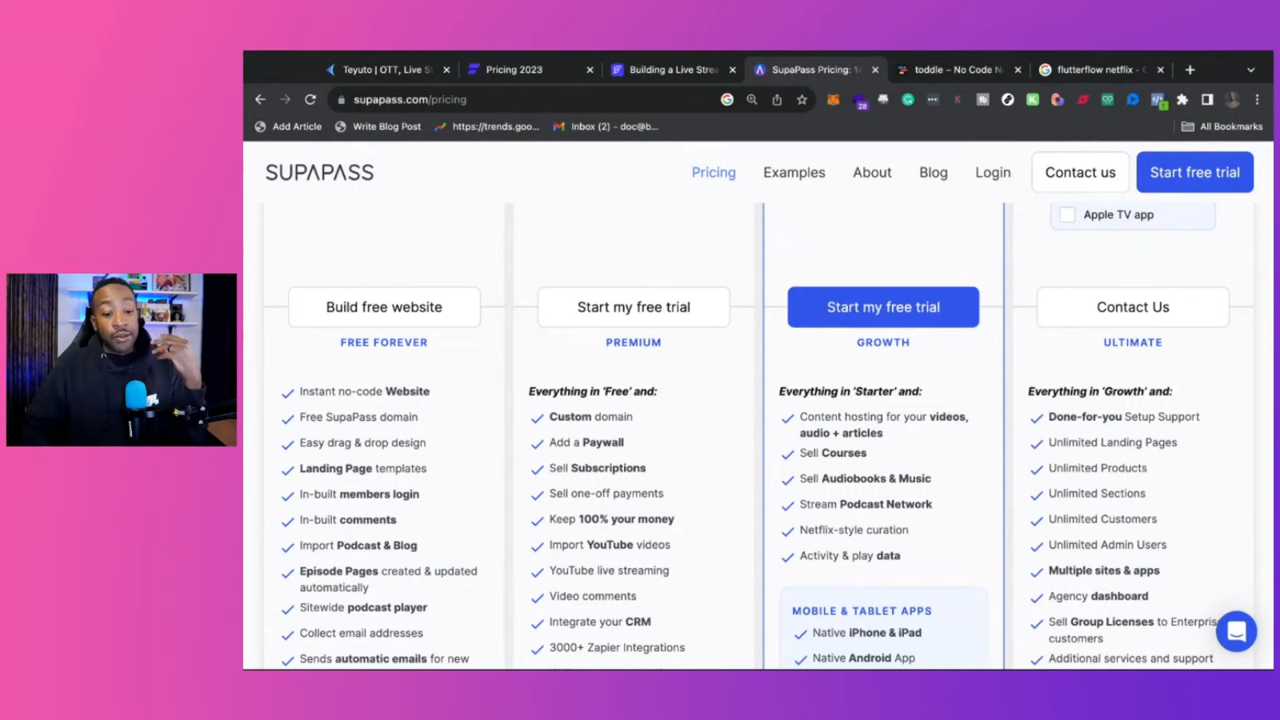 Teyuto | OTT, Live S
Pricing 2023
Building a Live Strea
SupaPass Pricing: 14
toddle – No Code N
flutterflow netflix - G
supapass.com/pricing
28
1
Add Article
Write Blog Post
https://trends.goo...
Inbox (2) - doc@b...
All Bookmarks
SUPAPASS
Pricing
Examples
About
Blog
Login
Contact us
Start free trial
Apple TV app
Build free website
FREE FOREVER
Instant no-code Website
Free SupaPass domain
Easy drag & drop design
Landing Page templates
In-built members login
In-built comments
Import Podcast & Blog
Episode Pages created & updated
automatically
Sitewide podcast player
Collect email addresses
Sends automatic emails for new
Start my free trial
PREMIUM
Everything in 'Free' and:
Custom domain
Add a Paywall
Sell Subscriptions
Sell one-off payments
Keep 100% your money
Import YouTube videos
YouTube live streaming
Video comments
Integrate your CRM
3000+ Zapier Integrations
Start my free trial
GROWTH
Everything in 'Starter' and:
Content hosting for your videos,
audio + articles
Sell Courses
Sell Audiobooks & Music
Stream Podcast Network
Netflix-style curation
Activity & play data
MOBILE & TABLET APPS
Native iPhone & iPad
Native Android App
Contact Us
ULTIMATE
Everything in 'Growth' and:
Done-for-you Setup Support
Unlimited Landing Pages
Unlimited Products
Unlimited Sections
Unlimited Customers
Unlimited Admin Users
Multiple sites & apps
Agency dashboard
Sell Group Licenses to Enterpris
customers
Additional services and support